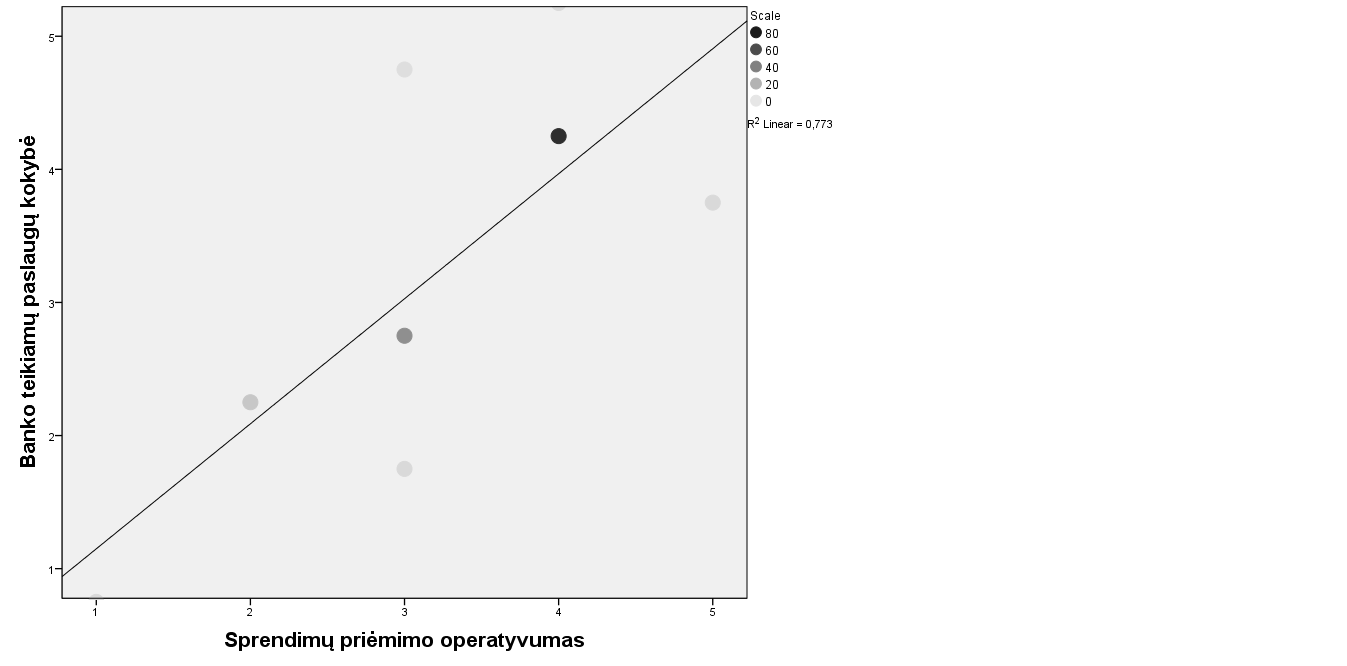 Banko teikiamų paslaugų kokybė
5
4
3
2
1
1 2 3 4 5
Sprendimų priėmimo operatyvumas
Scale
80
60
40
20
0
R² Linear = 0,773